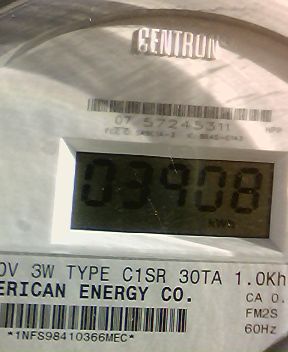 CENTRON
07 57245311
03908
kWh
0V 3W TYPE C1SR 30TA 1.0Kh
ERICAN ENERGY CO.
CA 0.
FM2S
60Hz
*1NFS98410366MEC*